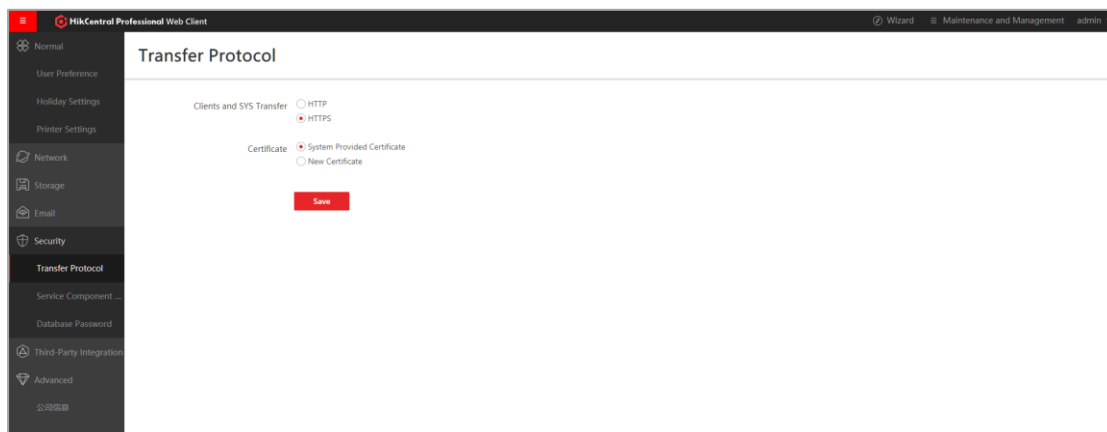 HikCentral Professional Web Client
Wizard
Maintenance and Management
admin
Normal
User Preference
Holiday Settings
Printer Settings
Network
Storage
Email
Security
Transfer Protocol
Service Component ...
Database Password
Third-Party Integration
Advanced
公司信息
Transfer Protocol
Clients and SYS Transfer
HTTP
HTTPS
Certificate
System Provided Certificate
New Certificate
Save